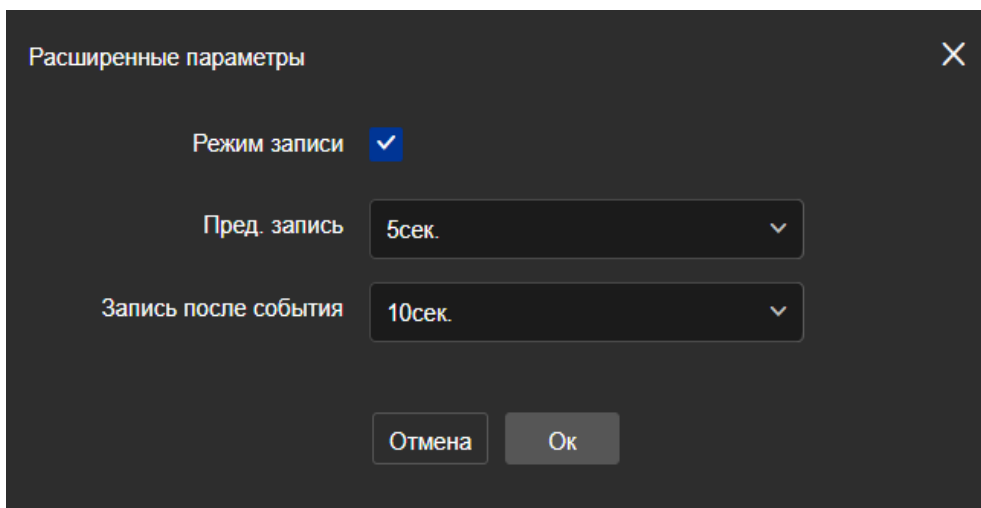 Расширенные параметры
Режим записи
Пред. запись 5сек.
Запись после события 10сек.
Отмена Ок